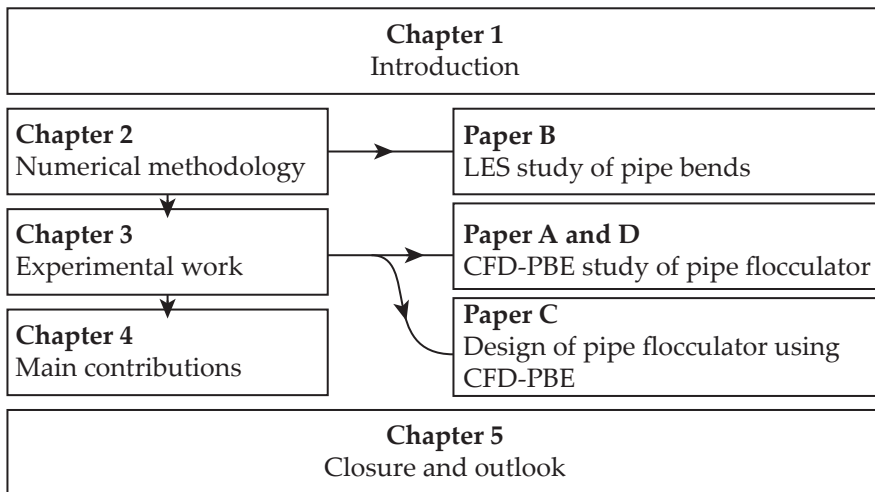 Chapter 1
Introduction
Chapter 2
Numerical methodology
Paper B
LES study of pipe bends
Chapter 3
Experimental work
Paper A and D
CFD-PBE study of pipe flocculator
Chapter 4
Main contributions
Paper C
Design of pipe flocculator using
CFD-PBE
Chapter 5
Closure and outlook